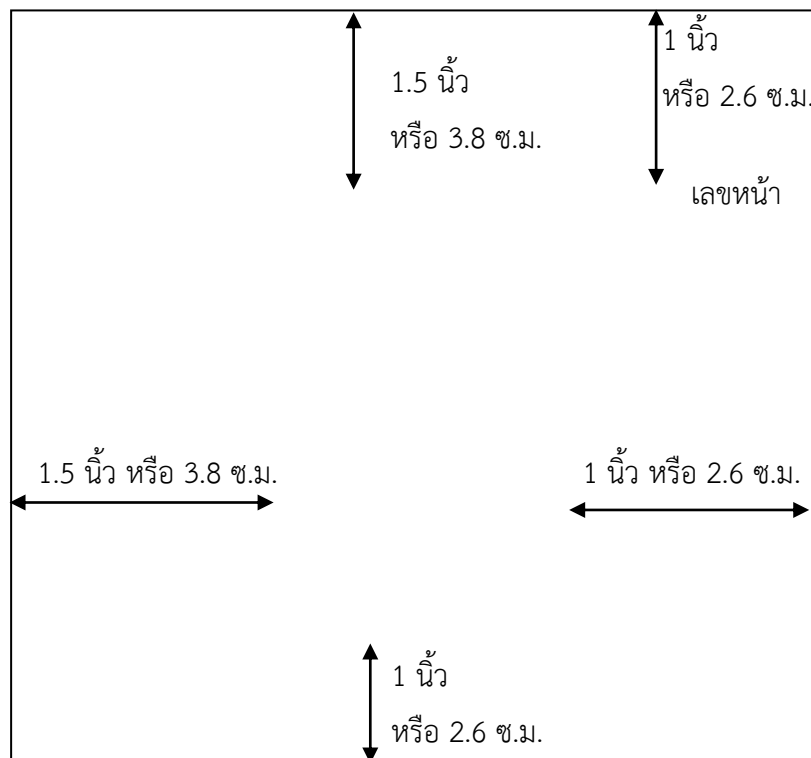 1.5 นิ้ว
หรือ 3.8 ซ.ม.
1 นิ้ว
หรือ 2.6 ซ.ม.
เลขหน้า
1.5 นิ้ว หรือ 3.8 ซ.ม.
1 นิ้ว หรือ 2.6 ซ.ม.
1 นิ้ว
หรือ 2.6 ซ.ม.